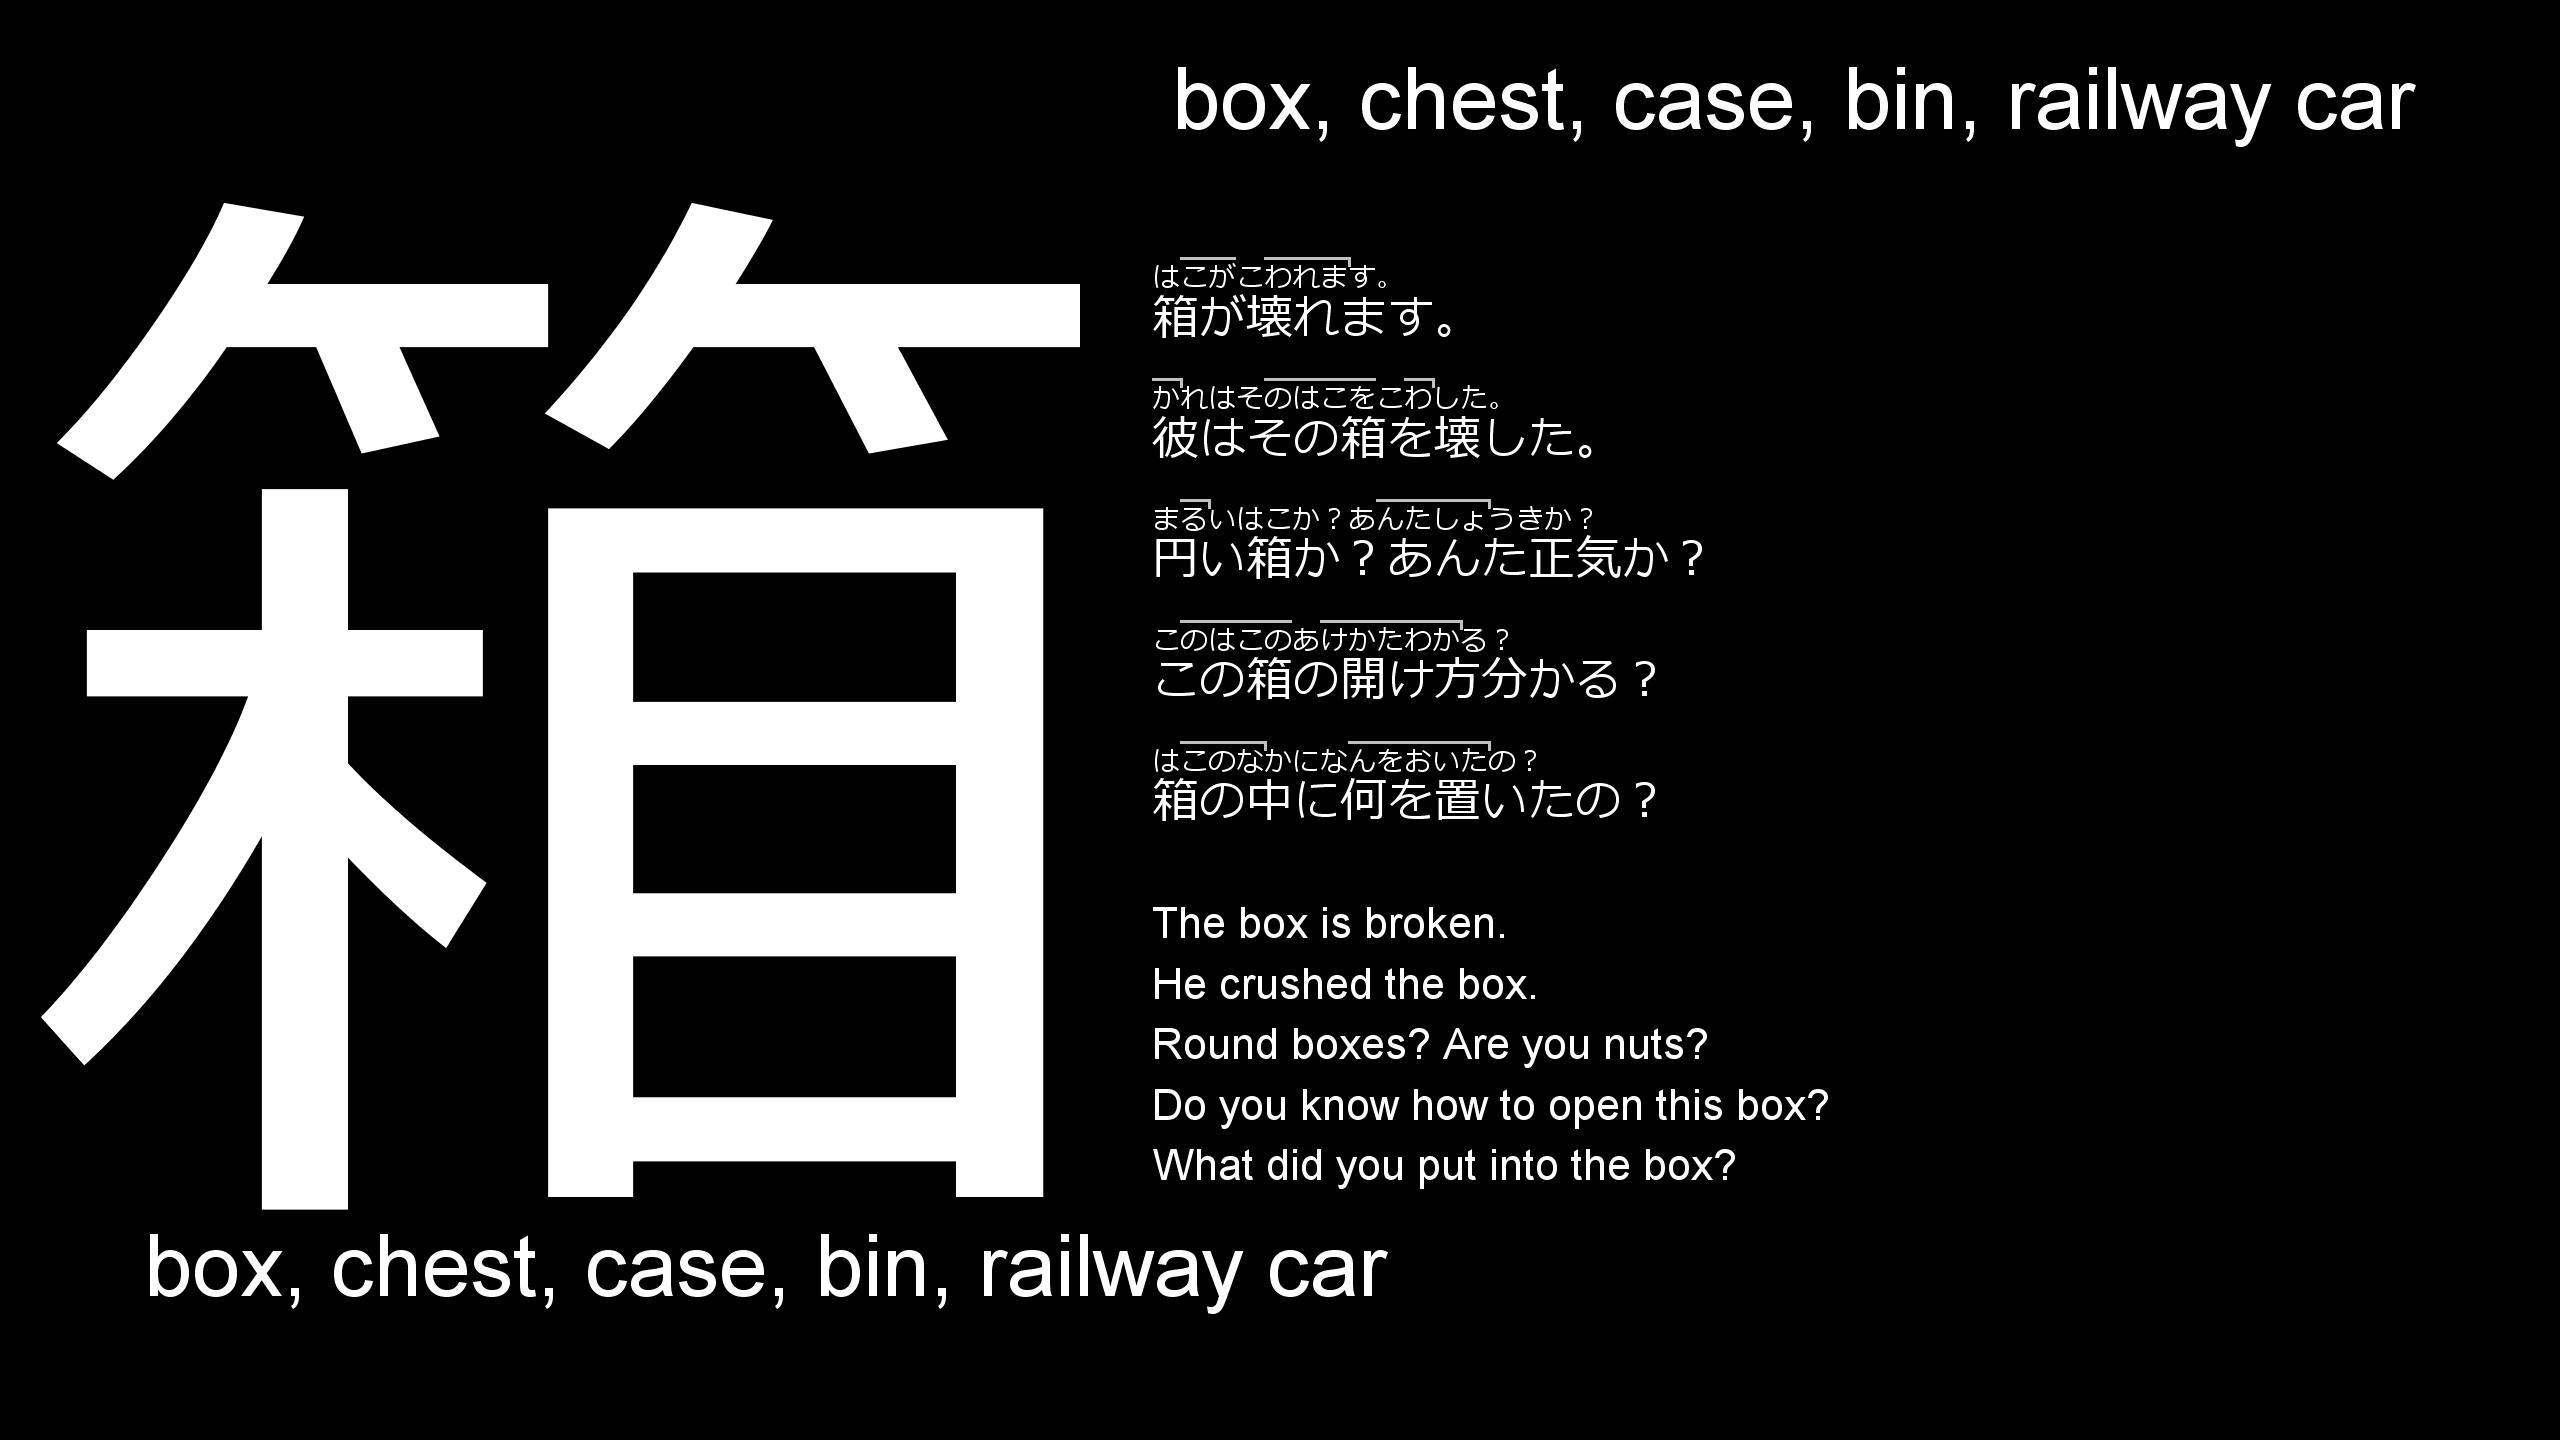 box, chest, case, bin, railway car
箱
はこがこわれます。
箱が壊れます。
かれはそのはこをこわした。
彼はその箱を壊した。
まるいはこか？あんたしょうきか？
円い箱か？あんた正気か？
このはこのあけかたわかる？
この箱の開け方分かる？
はこのなかになんをおいたの？
箱の中に何を置いたの？
The box is broken.
He crushed the box.
Round boxes? Are you nuts?
Do you know how to open this box?
What did you put into the box?
box, chest, case, bin, railway car